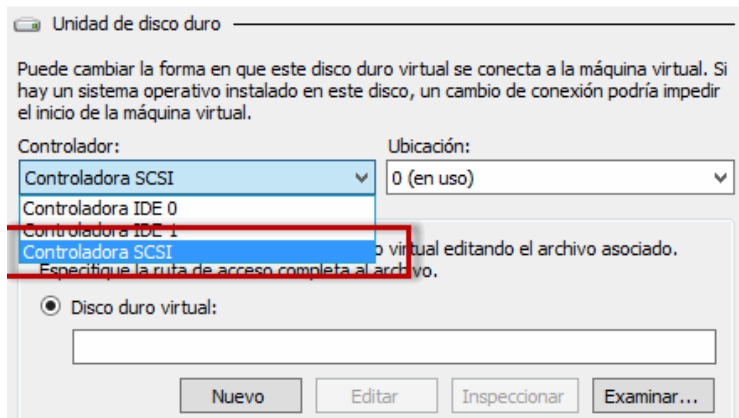 Unidad de disco duro
Puede cambiar la forma en que este disco duro virtual se conecta a la máquina virtual. Si
hay un sistema operativo instalado en este disco, un cambio de conexión podría impedir
el inicio de la máquina virtual.
Controlador:
Ubicación:
Controladora SCSI
0 (en uso)
Controladora IDE 0
Controladora IDE 1
Controladora SCSI
virtual editando el archivo asociado.
Especifique la ruta de acceso completa al archivo.
Disco duro virtual:
Nuevo
Editar
Inspeccionar
Examinar...